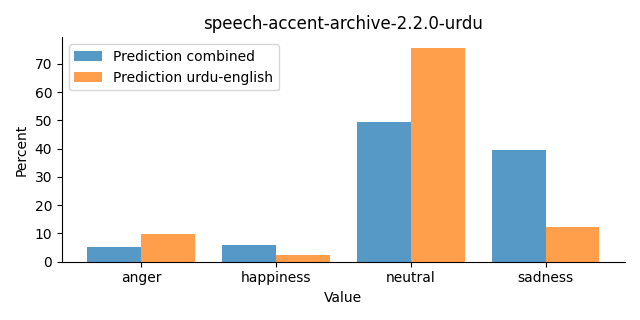 speech-accent-archive-2.2.0-urdu
Prediction combined
Prediction urdu-english
70
60
50
40
30
20
10
0
Percent
anger happiness neutral sadness
Value